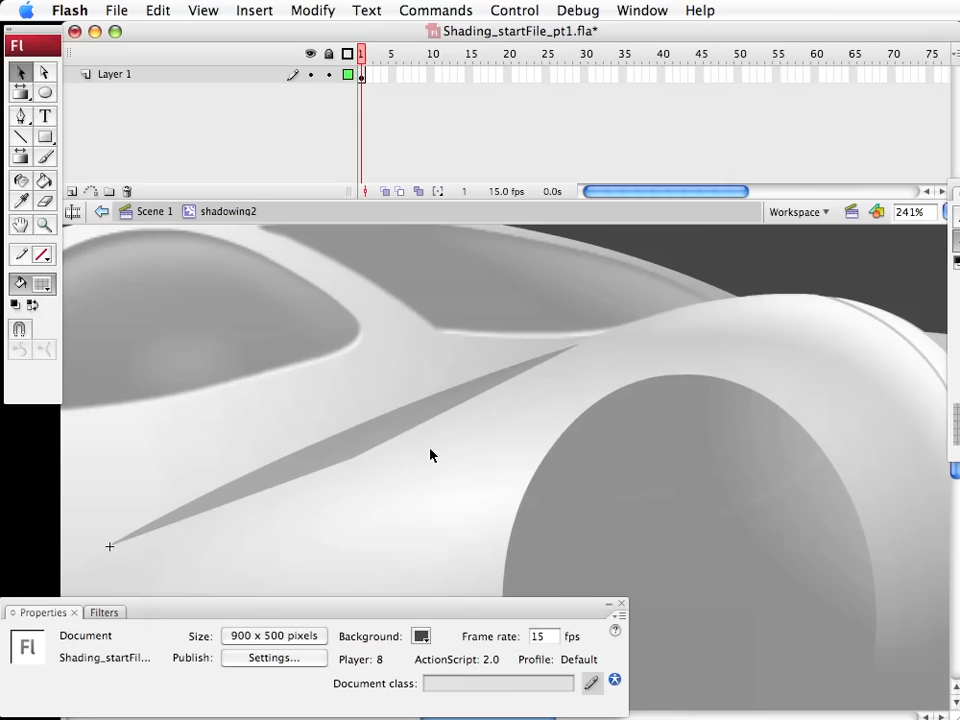 Flash File Edit View Insert Modify Text Commands Control Debug Window Help
Shading_startFile_pt1.fla*
Fl
1 5 10 15 20 25 30 35 40 45 50 55 60 65 70 75
Layer 1
T
1 15.0 fps 0.0s
Scene 1 shadowing2 Workspace 241%
Properties Filters
Fl Document Size: 900 x 500 pixels Background: Frame rate: 15 fps
Shading_startFil... Publish: Settings... Player: 8 ActionScript: 2.0 Profile: Default
Document class: